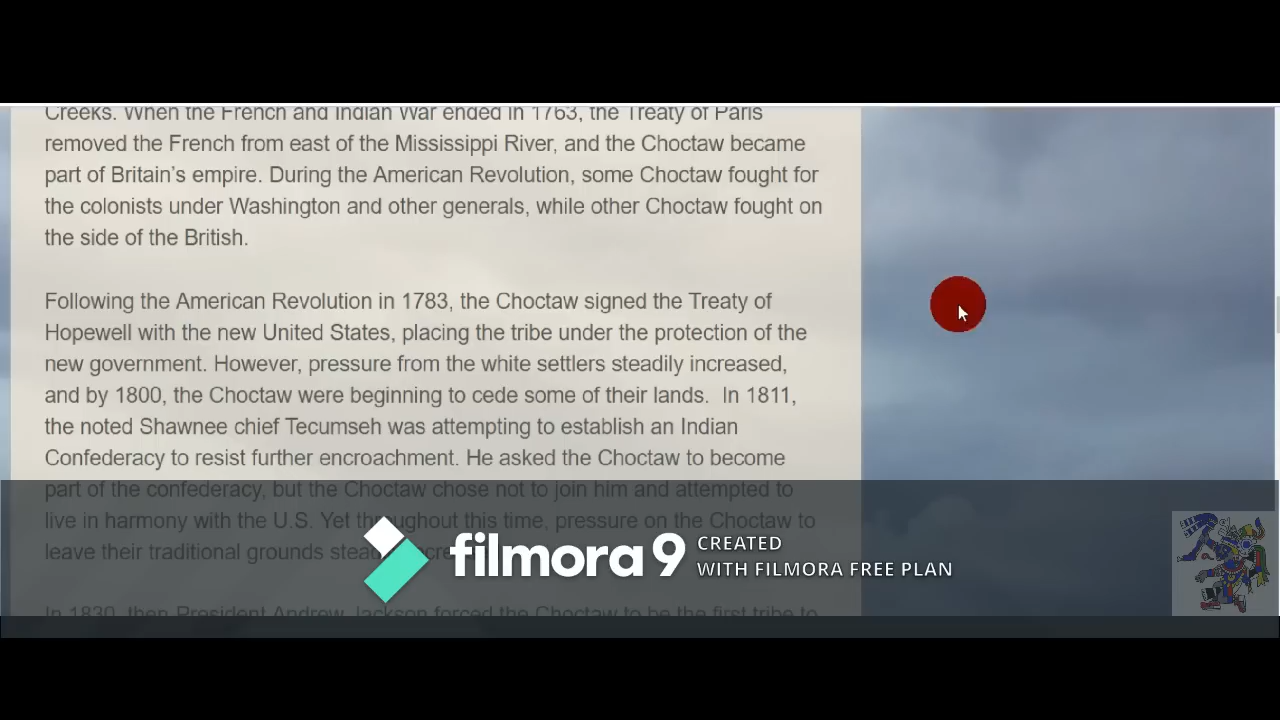 Creeks. When the French and Indian War ended in 1763, the Treaty of Paris
removed the French from east of the Mississippi River, and the Choctaw became
part of Britain's empire. During the American Revolution, some Choctaw fought for
the colonists under Washington and other generals, while other Choctaw fought on
the side of the British.
Following the American Revolution in 1783, the Choctaw signed the Treaty of
Hopewell with the new United States, placing the tribe under the protection of the
new government. However, pressure from the white settlers steadily increased,
and by 1800, the Choctaw were beginning to cede some of their lands.  In 1811,
the noted Shawnee chief Tecumseh was attempting to establish an Indian
Confederacy to resist further encroachment. He asked the Choctaw to become
part of the confederacy, but the Choctaw chose not to join him and attempted to
live in harmony with the U.S. Yet throughout this time, pressure on the Choctaw to
leave their traditional grounds
In 1830, then President Andrew Jackson forced the Choctaw to be the first tribe to
filmora 9
CREATED
WITH FILMORA FREE PLAN